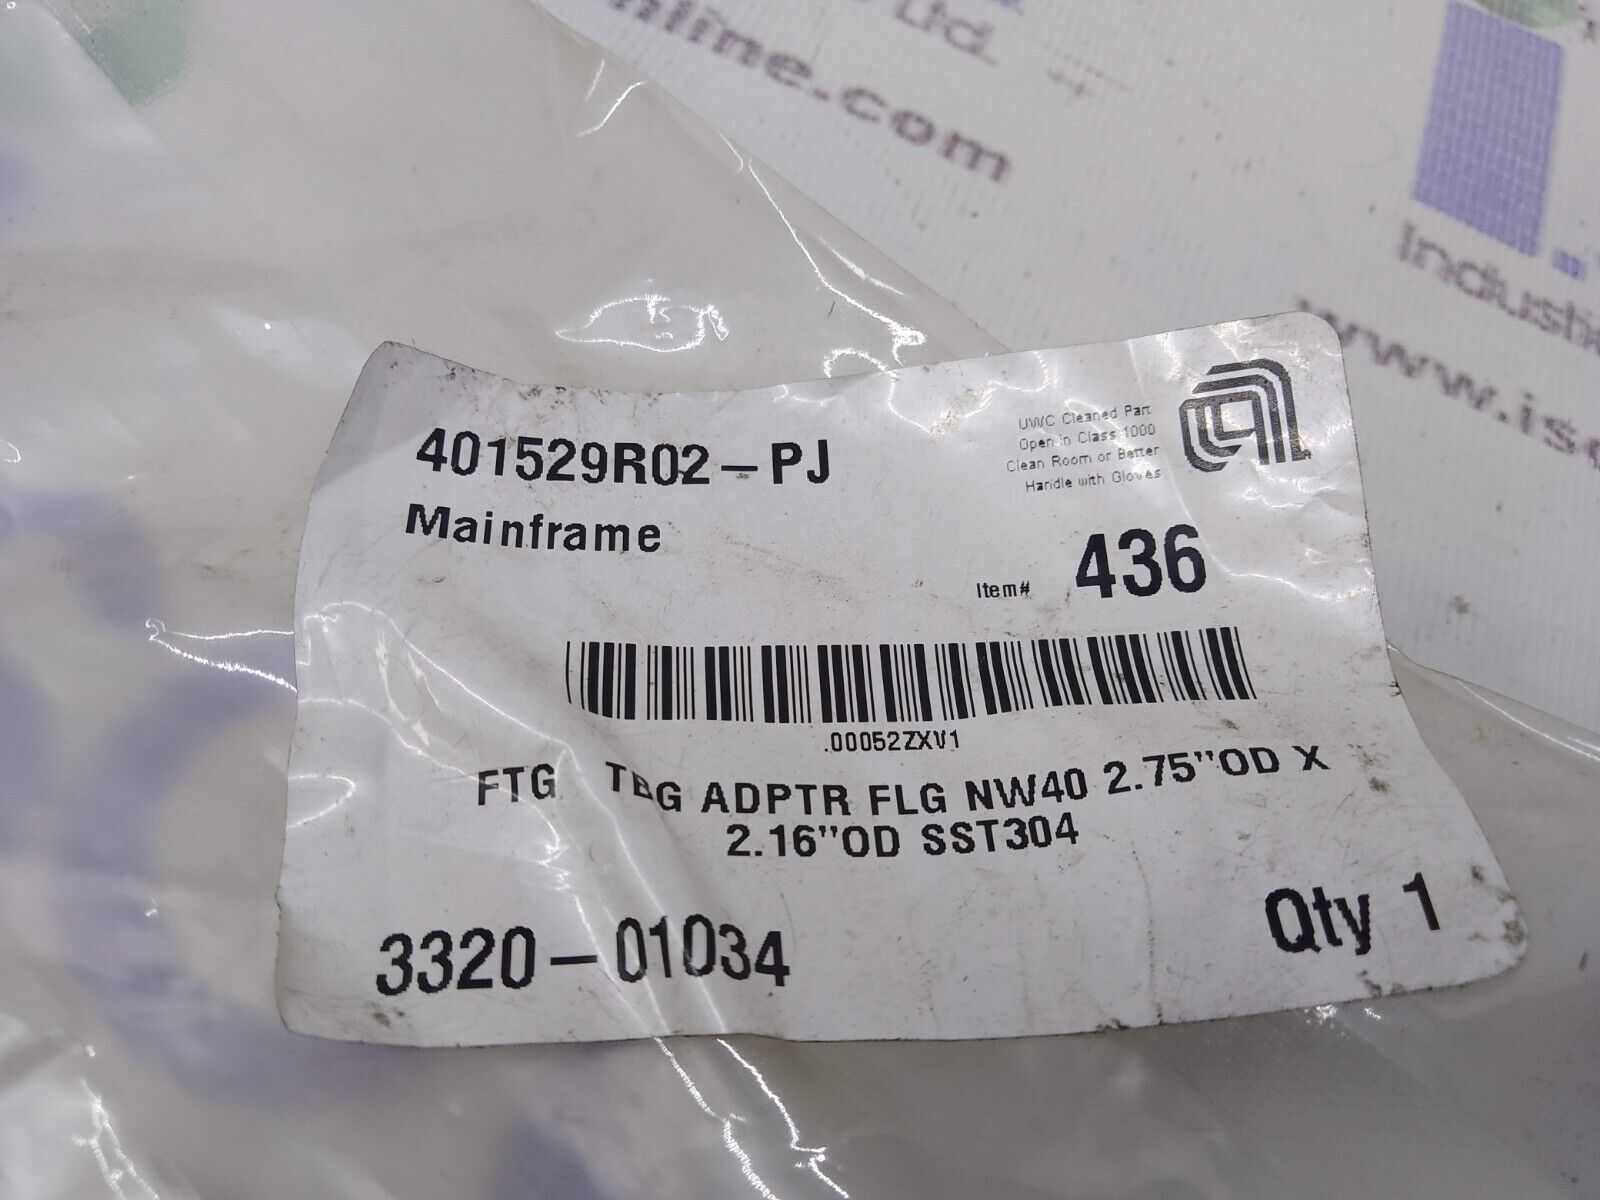 Ltd.
nline.com
Industri
www.is
401529R02-PJ
Mainframe
UWC Cleaned Part
Open in Class 1000
Clean Room or Better
Handle with Gloves
Item# 436
.00052ZXV1
FTG TBG ADPTR FLG NW40 2.75''OD X
2.16''OD SST304
3320-01034
Qty 1